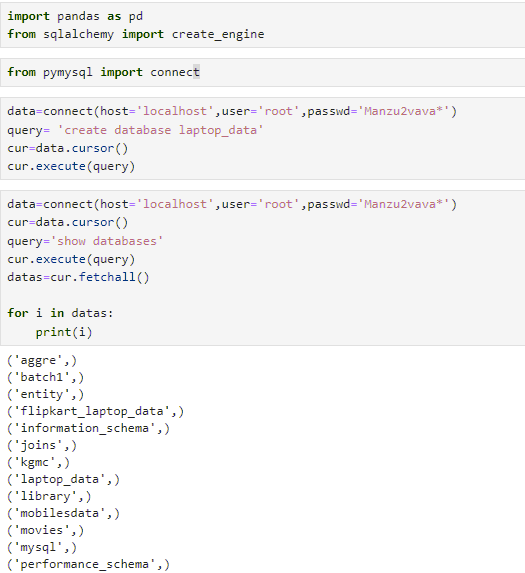 import pandas as pd
from sqlalchemy import create_engine
from pymysql import connect
data=connect(host='localhost',user='root',passwd='Manzu2vava*')
query= 'create database laptop_data'
cur=data.cursor()
cur.execute(query)
data=connect(host='localhost',user='root',passwd='Manzu2vava*')
cur=data.cursor()
query='show databases'
cur.execute(query)
datas=cur.fetchall()
for i in datas:
    print(i)
('aggre',)
('batch1',)
('entity',)
('flipkart_laptop_data',)
('information_schema',)
('joins',)
('kgmc',)
('laptop_data',)
('library',)
('mobilesdata',)
('movies',)
('mysql',)
('performance_schema',)